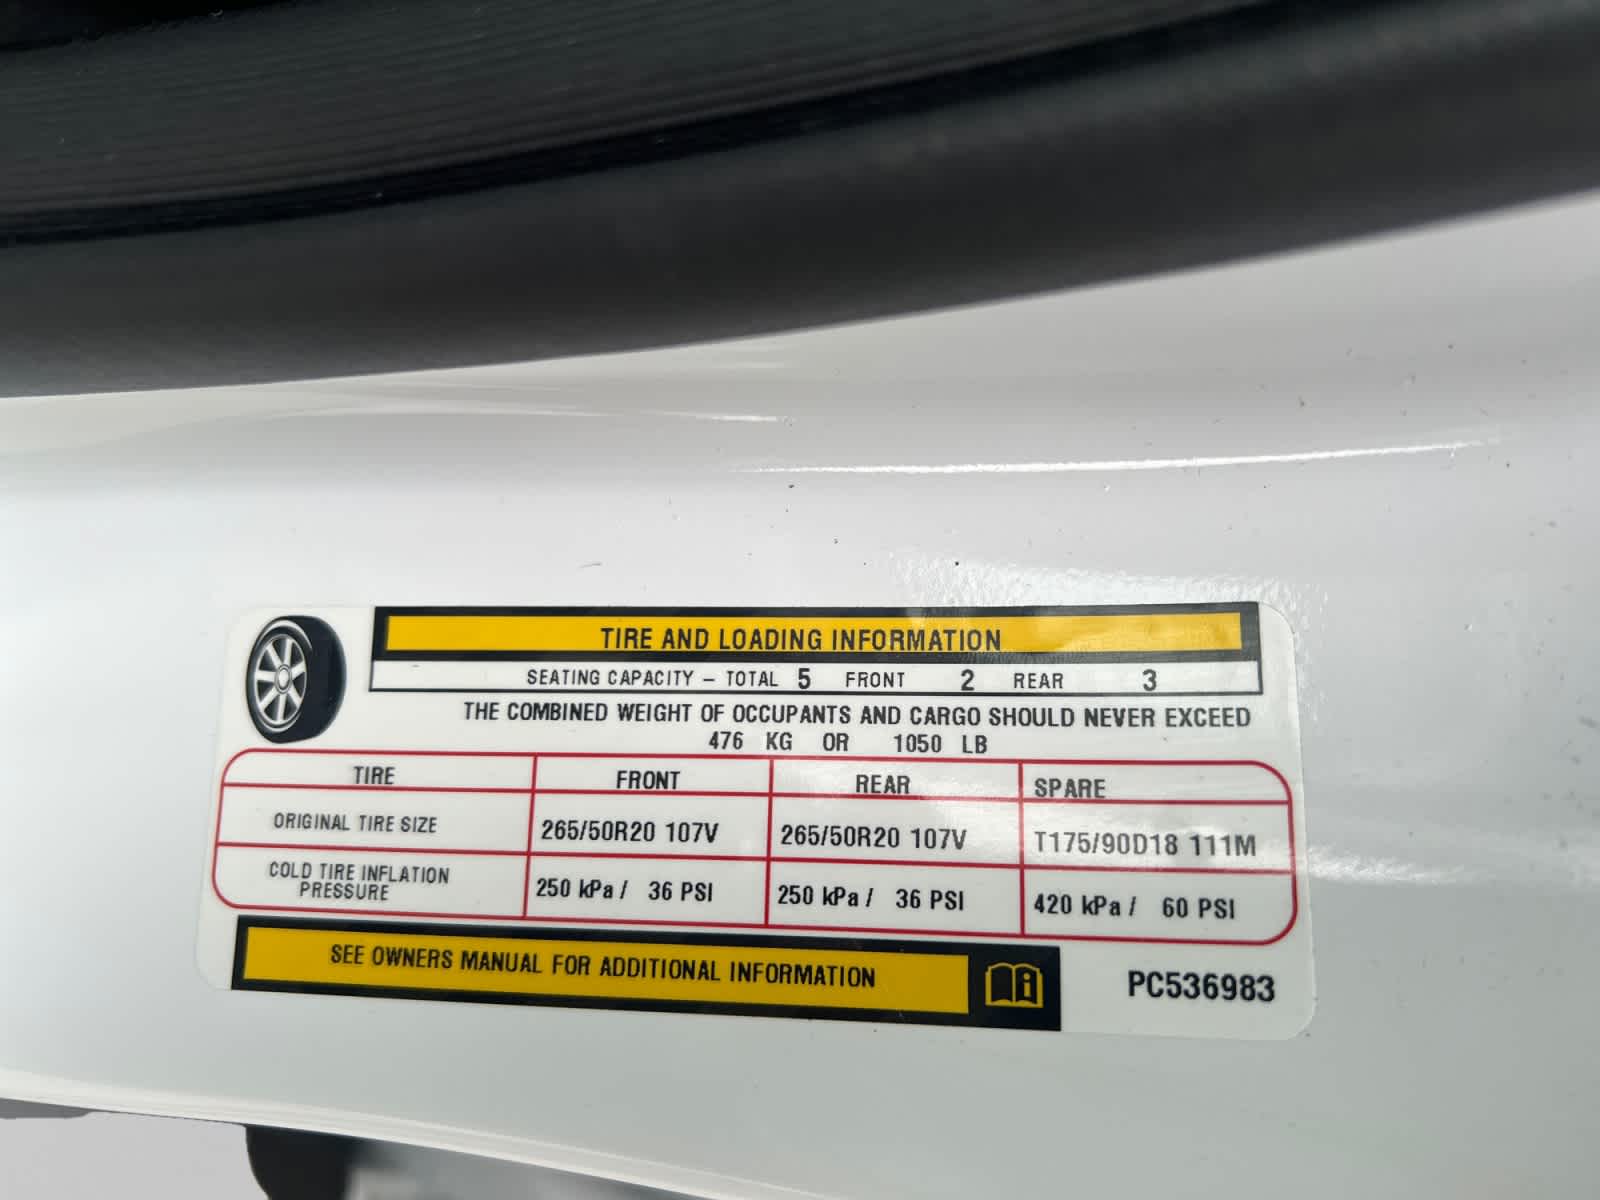 TIRE AND LOADING INFORMATION
SEATING CAPACITY – TOTAL 5 FRONT 2 REAR 3
THE COMBINED WEIGHT OF OCCUPANTS AND CARGO SHOULD NEVER EXCEED
476 KG OR 1050 LB
TIRE FRONT REAR SPARE
ORIGINAL TIRE SIZE 265/50R20 107V 265/50R20 107V T175/90D18 111M
COLD TIRE INFLATION
PRESSURE 250 kPa / 36 PSI 250 kPa / 36 PSI 420 kPa / 60 PSI
SEE OWNERS MANUAL FOR ADDITIONAL INFORMATION
PC536983